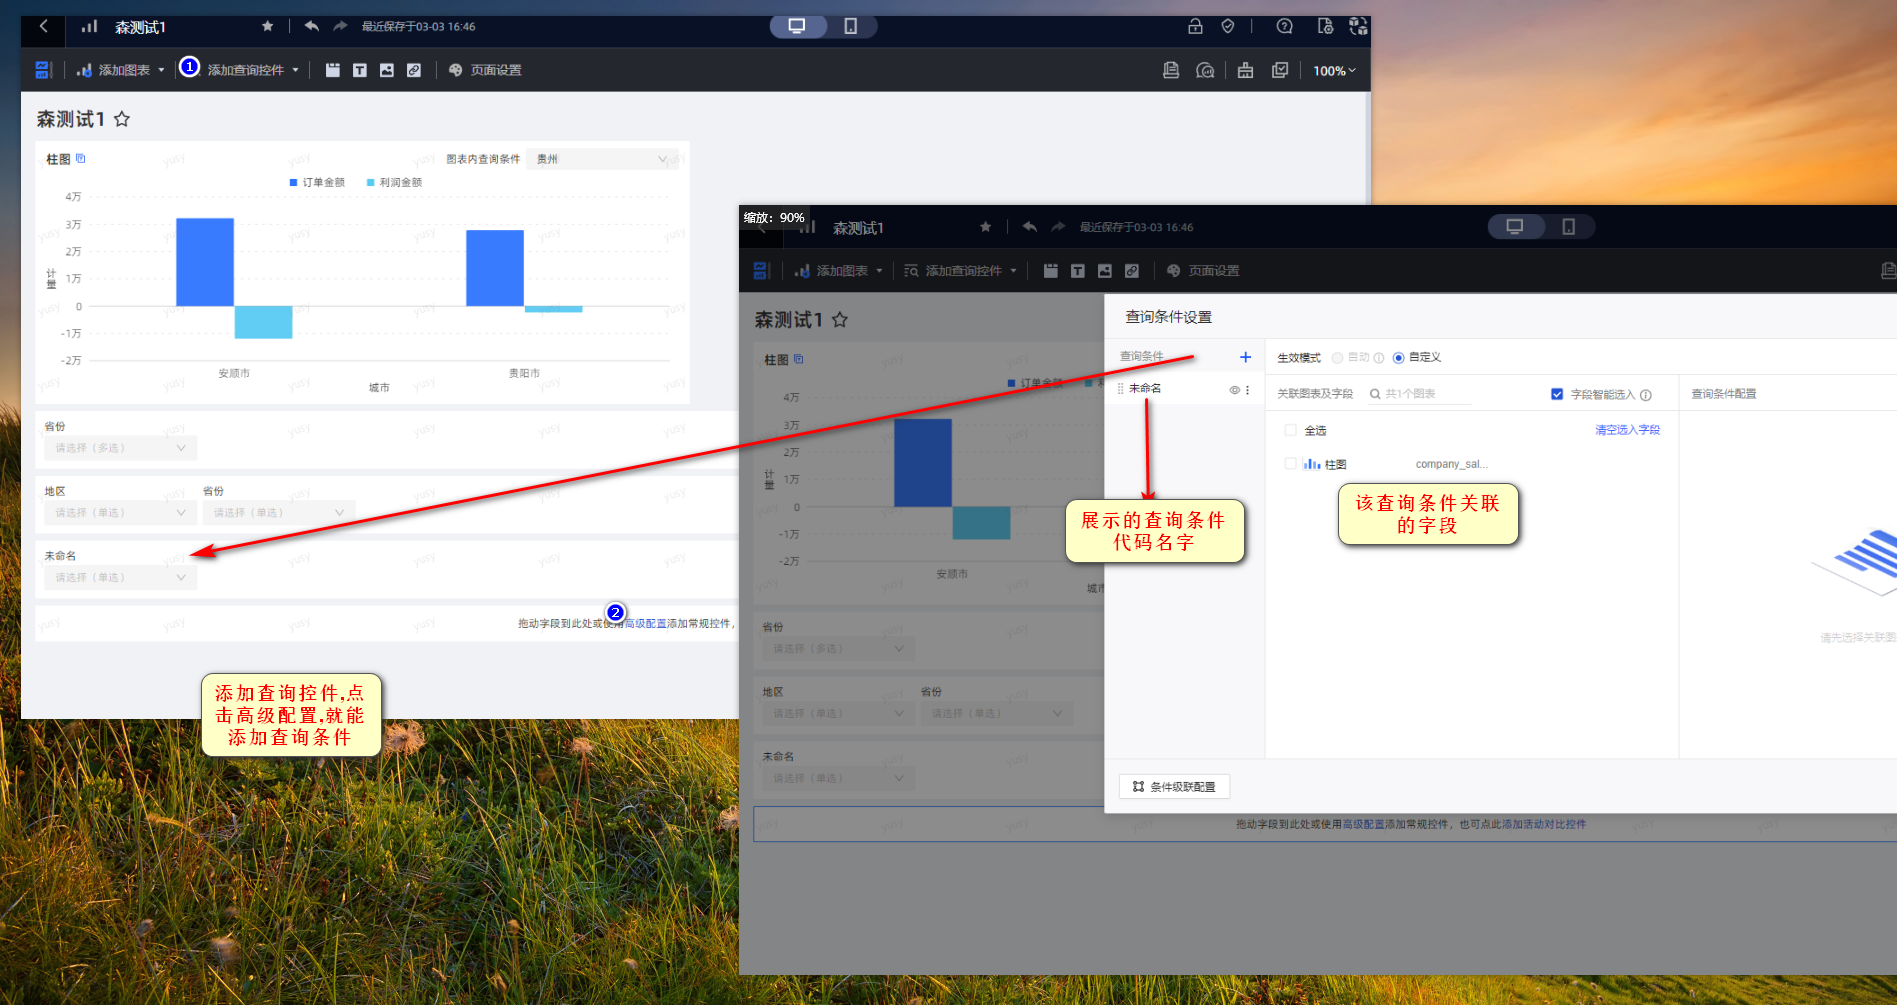 森测试1
最近保存于03-03 16:46
添加图表
1
添加查询控件
页面设置
100%
森测试1
柱图
图表内查询条件
贵州
订单金额
利润金额
4万
3万
2万
1万
0
-1万
-2万
计量
安顺市
贵阳市
城市
省份
请选择（多选）
地区
省份
请选择（单选）
请选择（单选）
未命名
请选择（单选）
2
拖动字段到此处或使用高级配置添加常规控件，
添加查询控件,点
击高级配置,就能
添加查询条件
缩放：90%
森测试1
最近保存于03-03 16:46
添加图表
添加查询控件
页面设置
森测试1
柱图
订单金额
4万
3万
2万
1万
0
-1万
-2万
计量
安顺市
城市
省份
请选择（多选）
地区
省份
请选择（单选）
请选择（单选）
未命名
请选择（单选）
拖动字段到此处或使用高级配置添加常规控件，也可点此添加活动对比控件
查询条件设置
查询条件
未命名
生效模式
自动
自定义
关联图表及字段
共1个图表
字段智能选入
查询条件配置
全选
清空选入字段
柱图
company_sal...
展示的查询条件
代码名字
该查询条件关联
的字段
请先选择关联图
条件级联配置
yusy